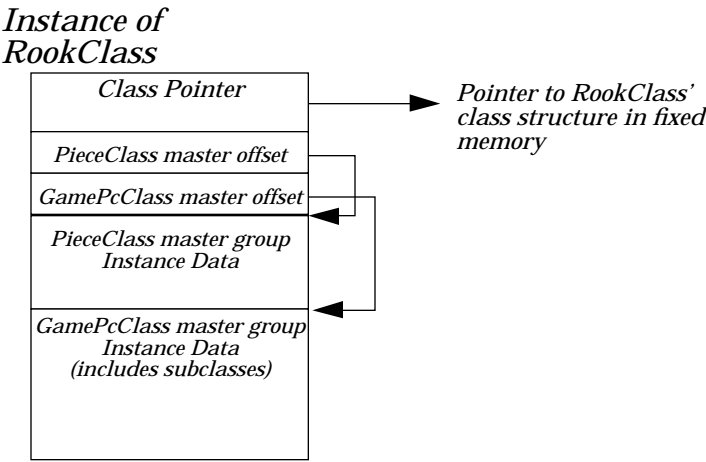 Instance of
RookClass
Class Pointer
Pointer to RookClass’
class structure in fixed
memory
PieceClass master offset
GamePcClass master offset
PieceClass master group
Instance Data
GamePcClass master group
Instance Data
(includes subclasses)